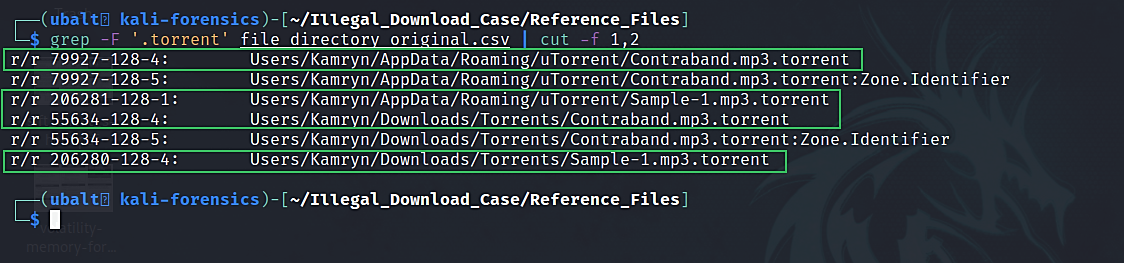 (ubalt kali-forensics)-[~/Illegal_Download_Case/Reference_Files]
$ grep -F '.torrent' file_directory_original.csv | cut -f 1,2
r/r 79927-128-4: Users/Kamryn/AppData/Roaming/uTorrent/Contraband.mp3.torrent
r/r 79927-128-5: Users/Kamryn/AppData/Roaming/uTorrent/Contraband.mp3.torrent:Zone.Identifier
r/r 206281-128-1: Users/Kamryn/AppData/Roaming/uTorrent/Sample-1.mp3.torrent
r/r 55634-128-4: Users/Kamryn/Downloads/Torrents/Contraband.mp3.torrent
r/r 55634-128-5: Users/Kamryn/Downloads/Torrents/Contraband.mp3.torrent:Zone.Identifier
r/r 206280-128-4: Users/Kamryn/Downloads/Torrents/Sample-1.mp3.torrent
(ubalt kali-forensics)-[~/Illegal_Download_Case/Reference_Files]
$
volatility-
memory-for...